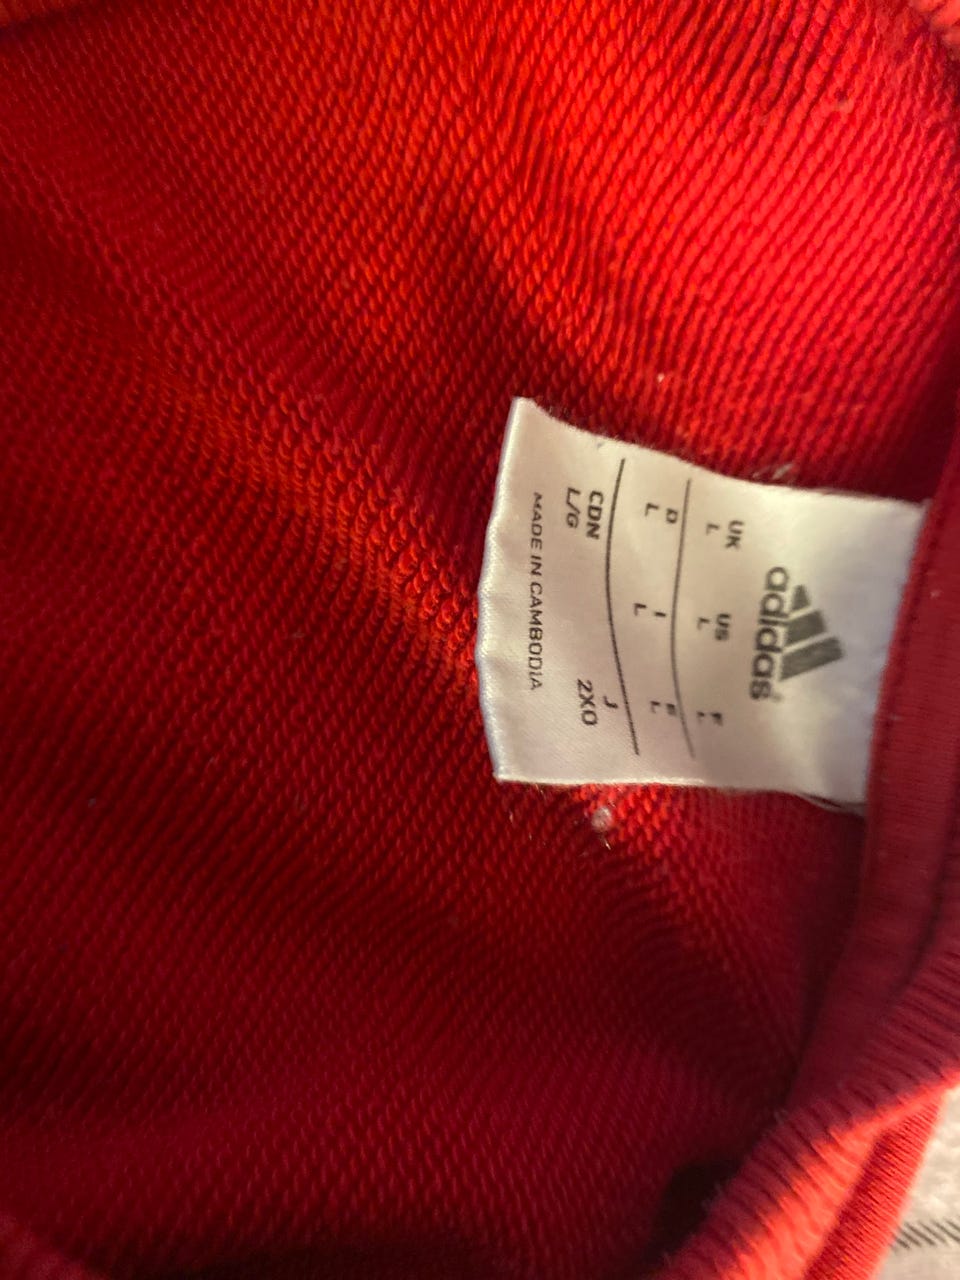 adidas
UK US F
L L L
D I E
L L L
CDN J
L/G 2XO
MADE IN CAMBODIA